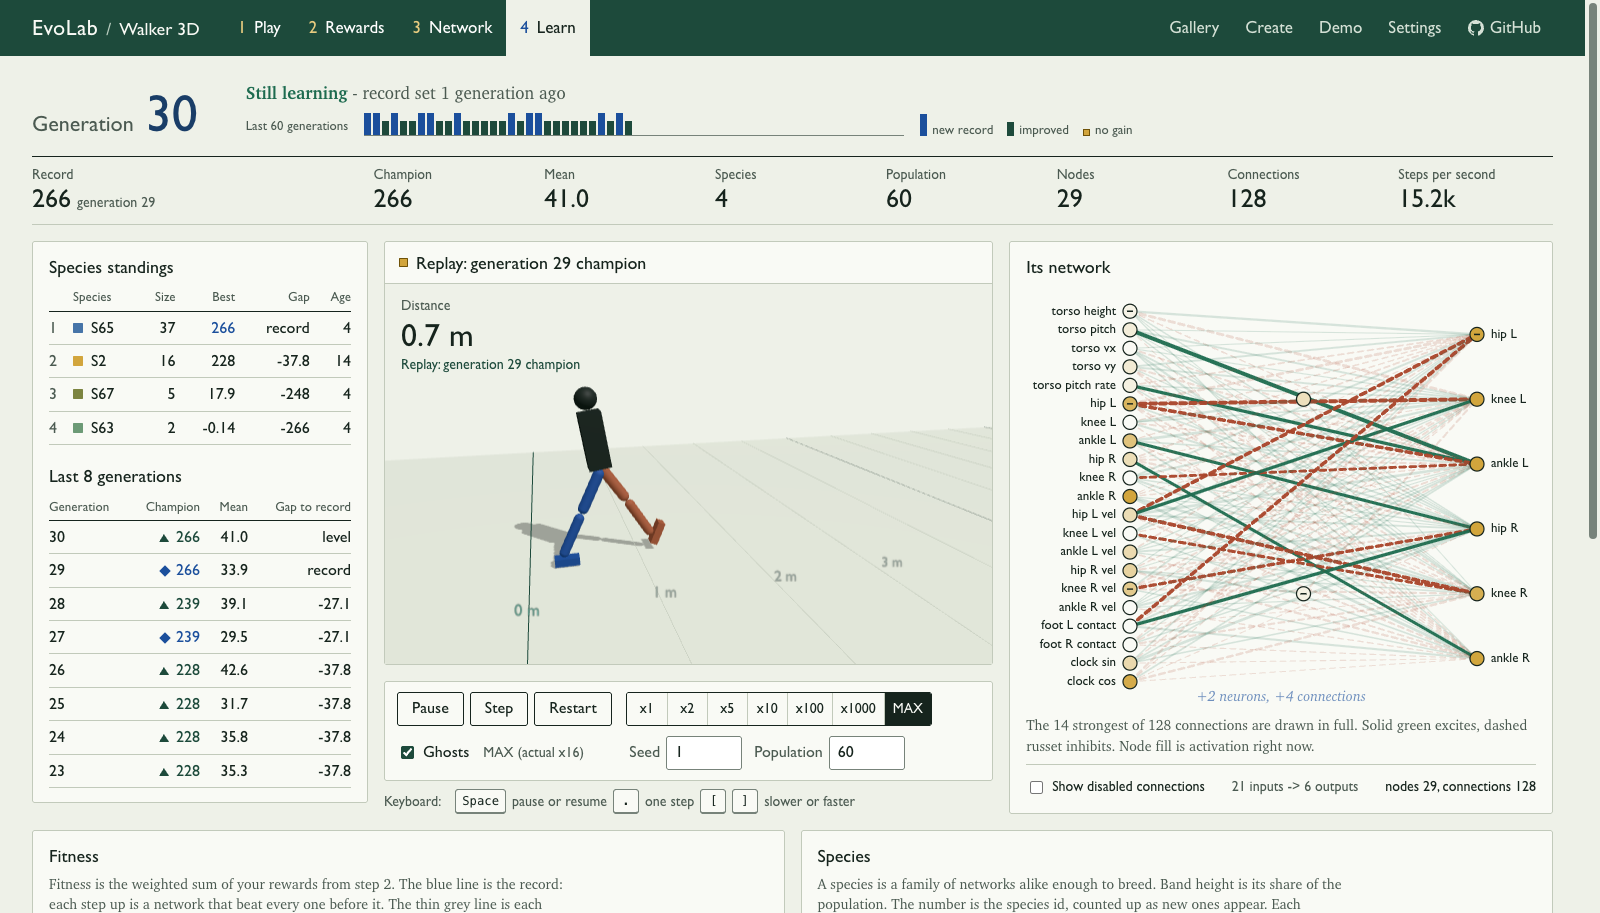 EvoLab / Walker 3D
1 Play
2 Rewards
3 Network
4 Learn
Gallery
Create
Demo
Settings
GitHub
Generation 30
Still learning - record set 1 generation ago
Last 60 generations
new record
improved
no gain
Record
266 generation 29
Champion
266
Mean
41.0
Species
4
Population
60
Nodes
29
Connections
128
Steps per second
15.2k
Species standings
Species Size Best Gap Age
1 S65 37 266 record 4
2 S2 16 228 -37.8 14
3 S67 5 17.9 -248 4
4 S63 2 -0.14 -266 4
Last 8 generations
Generation Champion Mean Gap to record
30 ▲ 266 41.0 level
29 ◆ 266 33.9 record
28 ▲ 239 39.1 -27.1
27 ◆ 239 29.5 -27.1
26 ▲ 228 42.6 -37.8
25 ▲ 228 31.7 -37.8
24 ▲ 228 35.8 -37.8
23 ▲ 228 35.3 -37.8
Replay: generation 29 champion
Distance
0.7 m
Replay: generation 29 champion
0 m
1 m
2 m
3 m
Pause
Step
Restart
x1
x2
x5
x10
x100
x1000
MAX
Ghosts
MAX (actual x16)
Seed 1
Population 60
Keyboard: Space pause or resume . one step [ ] slower or faster
Its network
torso height
torso pitch
torso vx
torso vy
torso pitch rate
hip L
knee L
ankle L
hip R
knee R
ankle R
hip L vel
knee L vel
ankle L vel
hip R vel
knee R vel
ankle R vel
foot L contact
foot R contact
clock sin
clock cos
hip L
knee L
ankle L
hip R
knee R
ankle R
+2 neurons, +4 connections
The 14 strongest of 128 connections are drawn in full. Solid green excites, dashed
russet inhibits. Node fill is activation right now.
Show disabled connections
21 inputs -> 6 outputs
nodes 29, connections 128
Fitness
Fitness is the weighted sum of your rewards from step 2. The blue line is the record:
each step up is a network that beat every one before it. The thin grey line is each
Species
A species is a family of networks alike enough to breed. Band height is its share of the
population. The number is the species id, counted up as new ones appear. Each